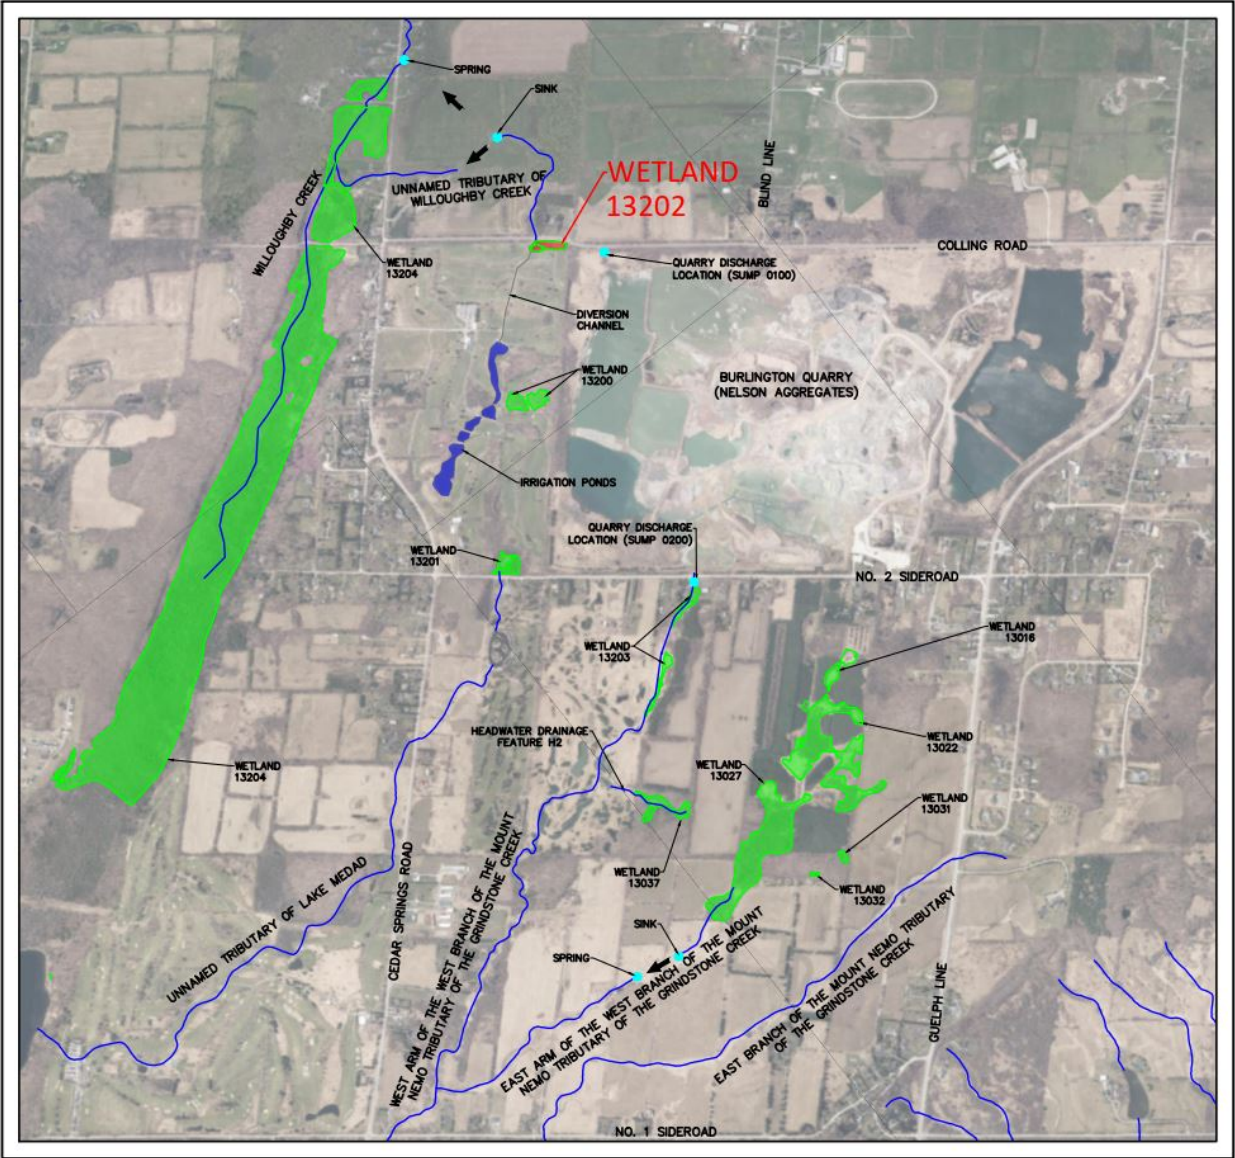 SPRING
SINK
WETLAND
13202
BLIND LINE
UNNAMED TRIBUTARY OF
WILLOUGHBY CREEK
WILLOUGHBY CREEK
COLLING ROAD
WETLAND
13204
QUARRY DISCHARGE
LOCATION (SUMP 0100)
DIVERSION
CHANNEL
WETLAND
13200
BURLINGTON QUARRY
(NELSON AGGREGATES)
IRRIGATION PONDS
QUARRY DISCHARGE
LOCATION (SUMP 0200)
WETLAND
13201
NO. 2 SIDEROAD
WETLAND
13016
WETLAND
13203
HEADWATER DRAINAGE
FEATURE H2
WETLAND
13022
WETLAND
13027
WETLAND
13204
WETLAND
13031
WETLAND
13037
WETLAND
13032
UNNAMED TRIBUTARY OF LAKE MEDAD
CEDAR SPRINGS ROAD
WEST ARM OF THE WEST BRANCH OF THE MOUNT
NEMO TRIBUTARY OF THE GRINDSTONE CREEK
SINK
SPRING
EAST ARM OF THE WEST BRANCH OF THE MOUNT
NEMO TRIBUTARY OF THE GRINDSTONE CREEK
EAST BRANCH OF THE MOUNT NEMO TRIBUTARY
OF THE GRINDSTONE CREEK
GUELPH LINE
NO. 1 SIDEROAD